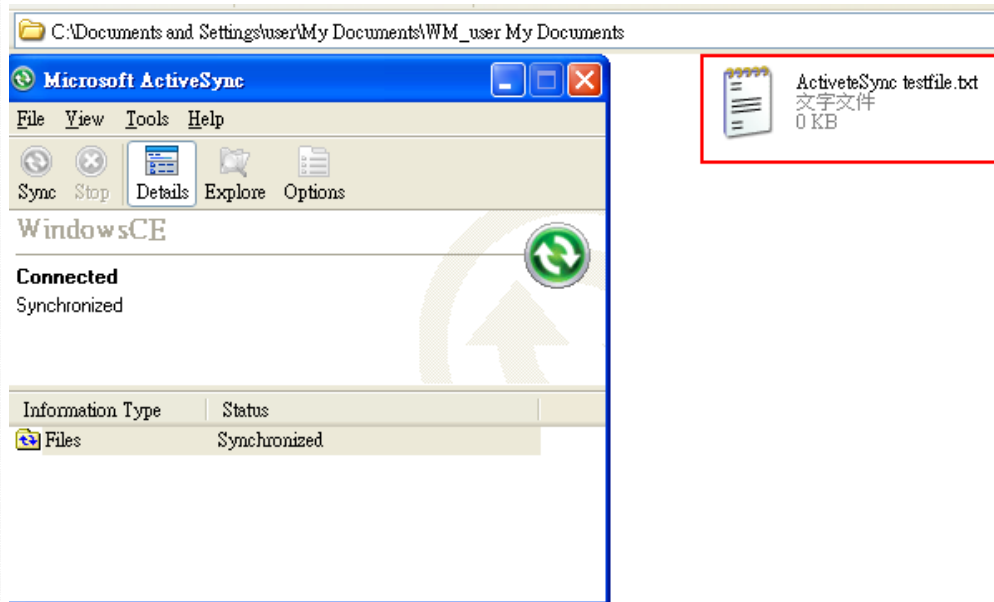 C:\Documents and Settings\user\My Documents\WM_user My Documents
Microsoft ActiveSync
File View Tools Help
Sync Stop Details Explore Options
WindowsCE
Connected
Synchronized
Information Type Status
Files Synchronized
ActiveteSync testfile.txt
文字文件
0 KB